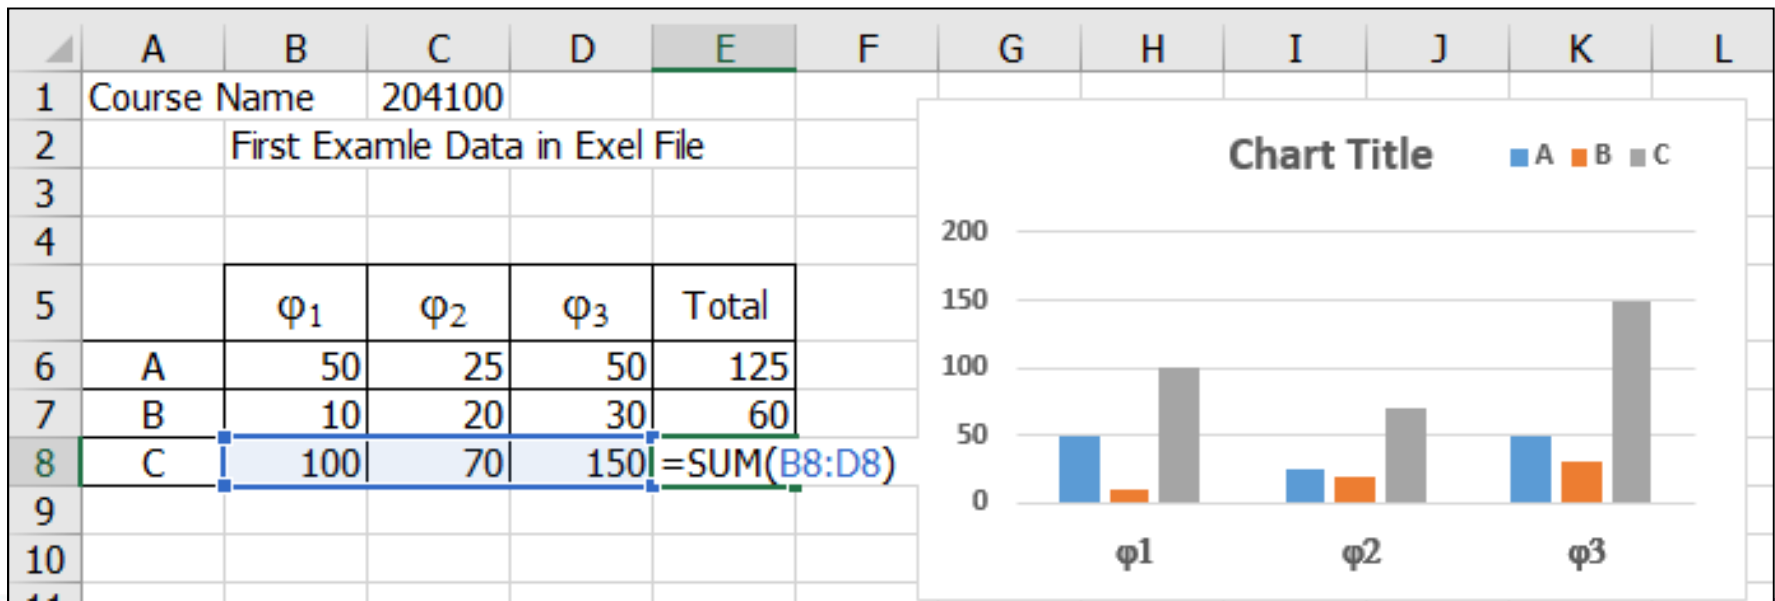 A B C D E F G H I J K L
1 Course Name 204100
2 First Examle Data in Exel File
3
4
5 φ1 φ2 φ3 Total
6 A 50 25 50 125
7 B 10 20 30 60
8 C 100 70 150 =SUM(B8:D8)
9
10
11
Chart Title A B C
200
150
100
50
0
φ1 φ2 φ3